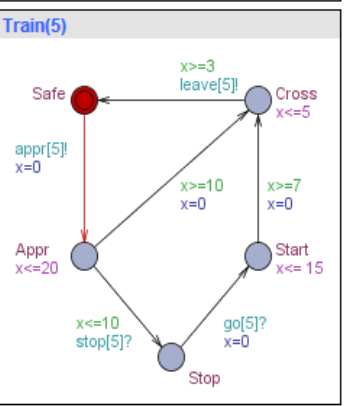 Train(5)
x>=3
leave[5]!
Safe
Cross
x<=5
appr[5]!
x=0
x>=10
x=0
x>=7
x=0
Appr
x<=20
Start
x<= 15
x<=10
stop[5]?
go[5]?
x=0
Stop